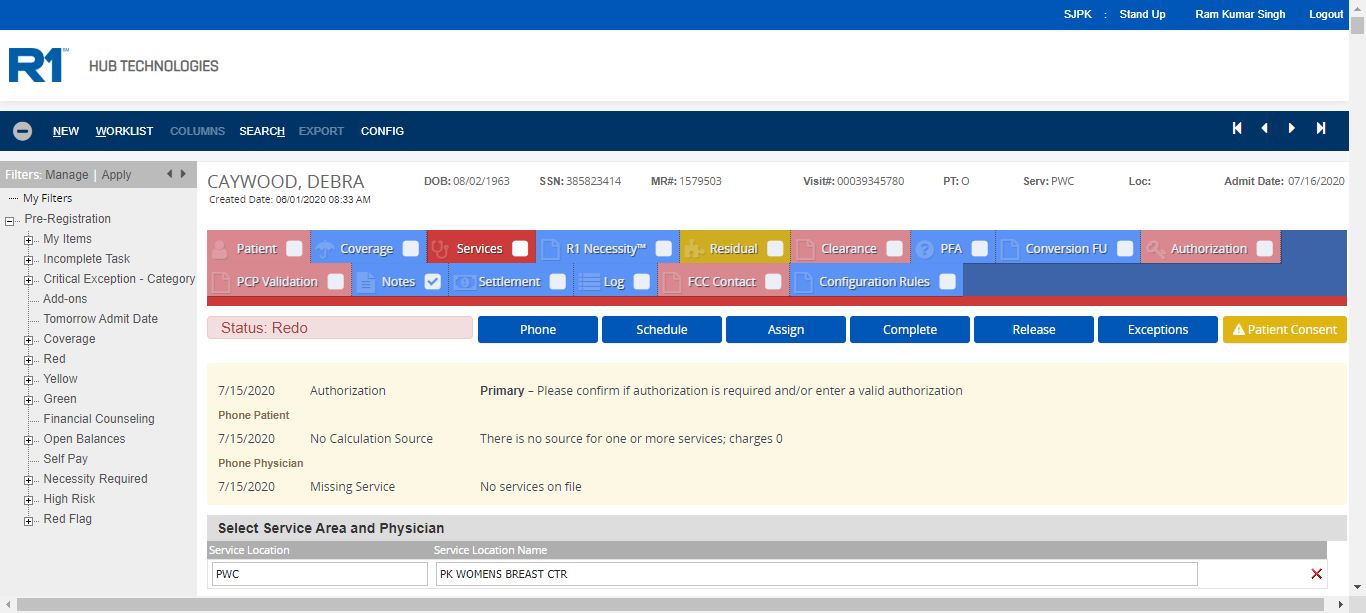 SJPK : Stand Up Ram Kumar Singh Logout
R1 SM HUB TECHNOLOGIES
NEW WORKLIST COLUMNS SEARCH EXPORT CONFIG
Filters: Manage | Apply
My Filters
Pre-Registration
My Items
Incomplete Task
Critical Exception - Category
Add-ons
Tomorrow Admit Date
Coverage
Red
Yellow
Green
Financial Counseling
Open Balances
Self Pay
Necessity Required
High Risk
Red Flag
CAYWOOD, DEBRA DOB: 08/02/1963 SSN: 385823414 MR#: 1579503 Visit#: 00039345780 PT: O Serv: PWC Loc: Admit Date: 07/16/2020
Created Date: 06/01/2020 08:33 AM
Patient Coverage Services R1 Necessity™ Residual Clearance PFA Conversion FU Authorization
PCP Validation Notes Settlement Log FCC Contact Configuration Rules
Status: Redo Phone Schedule Assign Complete Release Exceptions Patient Consent
7/15/2020 Authorization Primary – Please confirm if authorization is required and/or enter a valid authorization
Phone Patient
7/15/2020 No Calculation Source There is no source for one or more services; charges 0
Phone Physician
7/15/2020 Missing Service No services on file
Select Service Area and Physician
Service Location Service Location Name
PWC PK WOMENS BREAST CTR